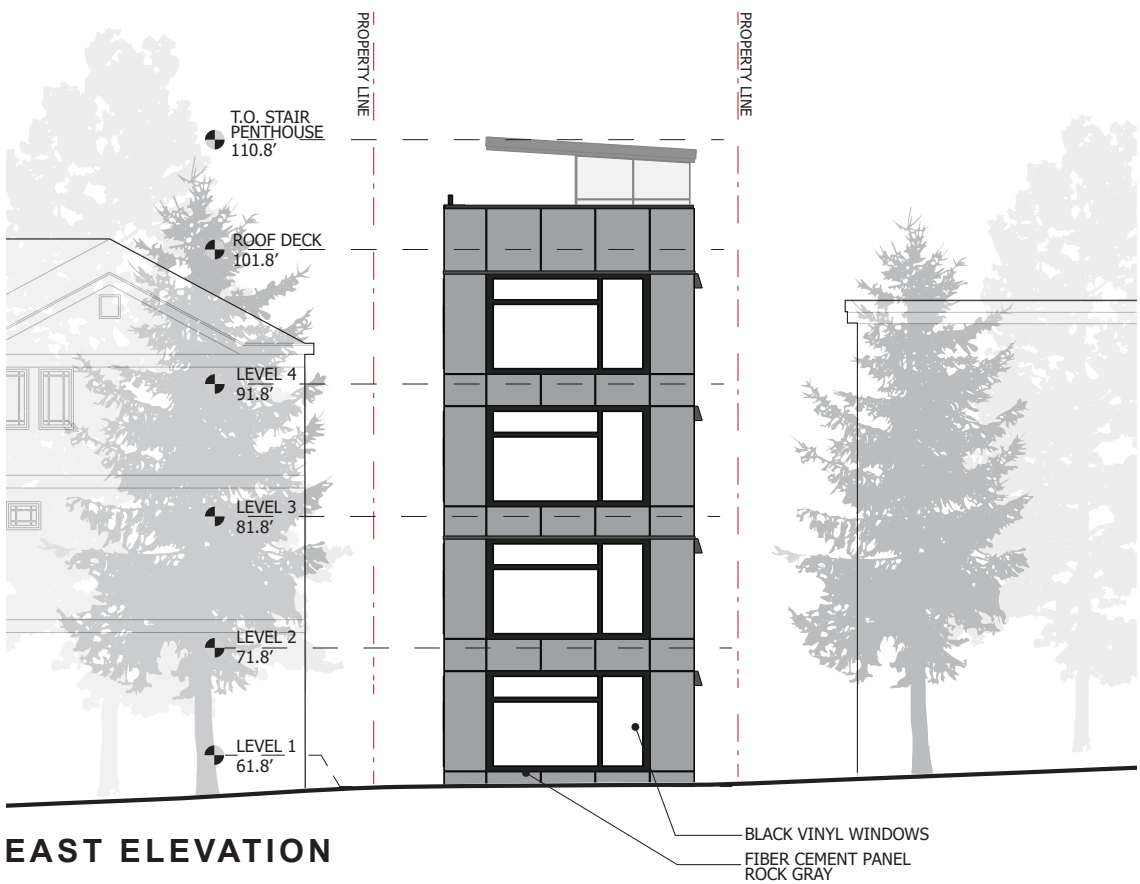 PROPERTY LINE
PROPERTY LINE
T.O. STAIR
PENTHOUSE
110.8'
ROOF DECK
101.8'
LEVEL 4
91.8'
LEVEL 3
81.8'
LEVEL 2
71.8'
LEVEL 1
61.8'
BLACK VINYL WINDOWS
FIBER CEMENT PANEL
ROCK GRAY
EAST ELEVATION